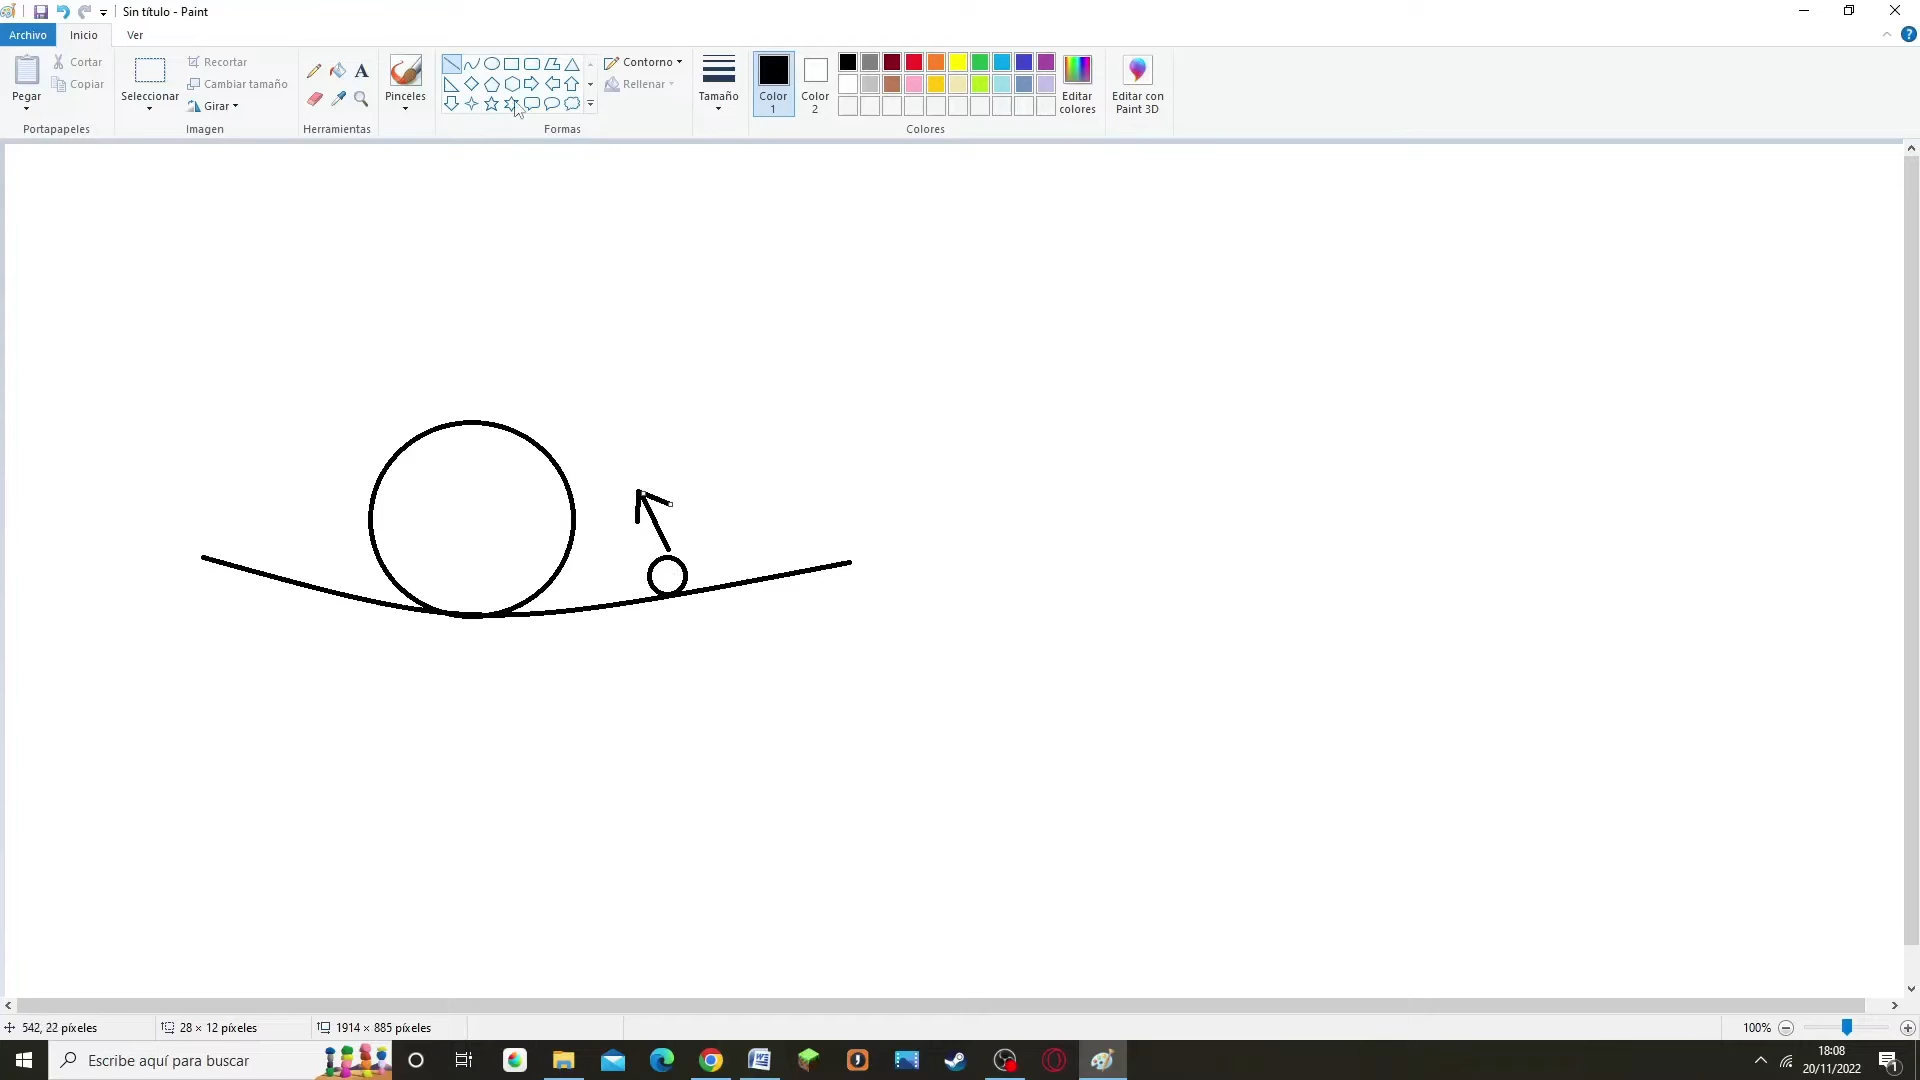 Sin título - Paint
Archivo Inicio Ver
Pegar
Cortar
Copiar
Portapapeles
Seleccionar
Recortar
Cambiar tamaño
Girar
Imagen
A
Herramientas
Pinceles
Contorno
Rellenar
Formas
Tamaño
Color 1
Color 2
Colores
Editar colores
Editar con Paint 3D
542, 22 píxeles 28 × 12 píxeles 1914 × 885 píxeles 100%
Escribe aquí para buscar
18:08
20/11/2022